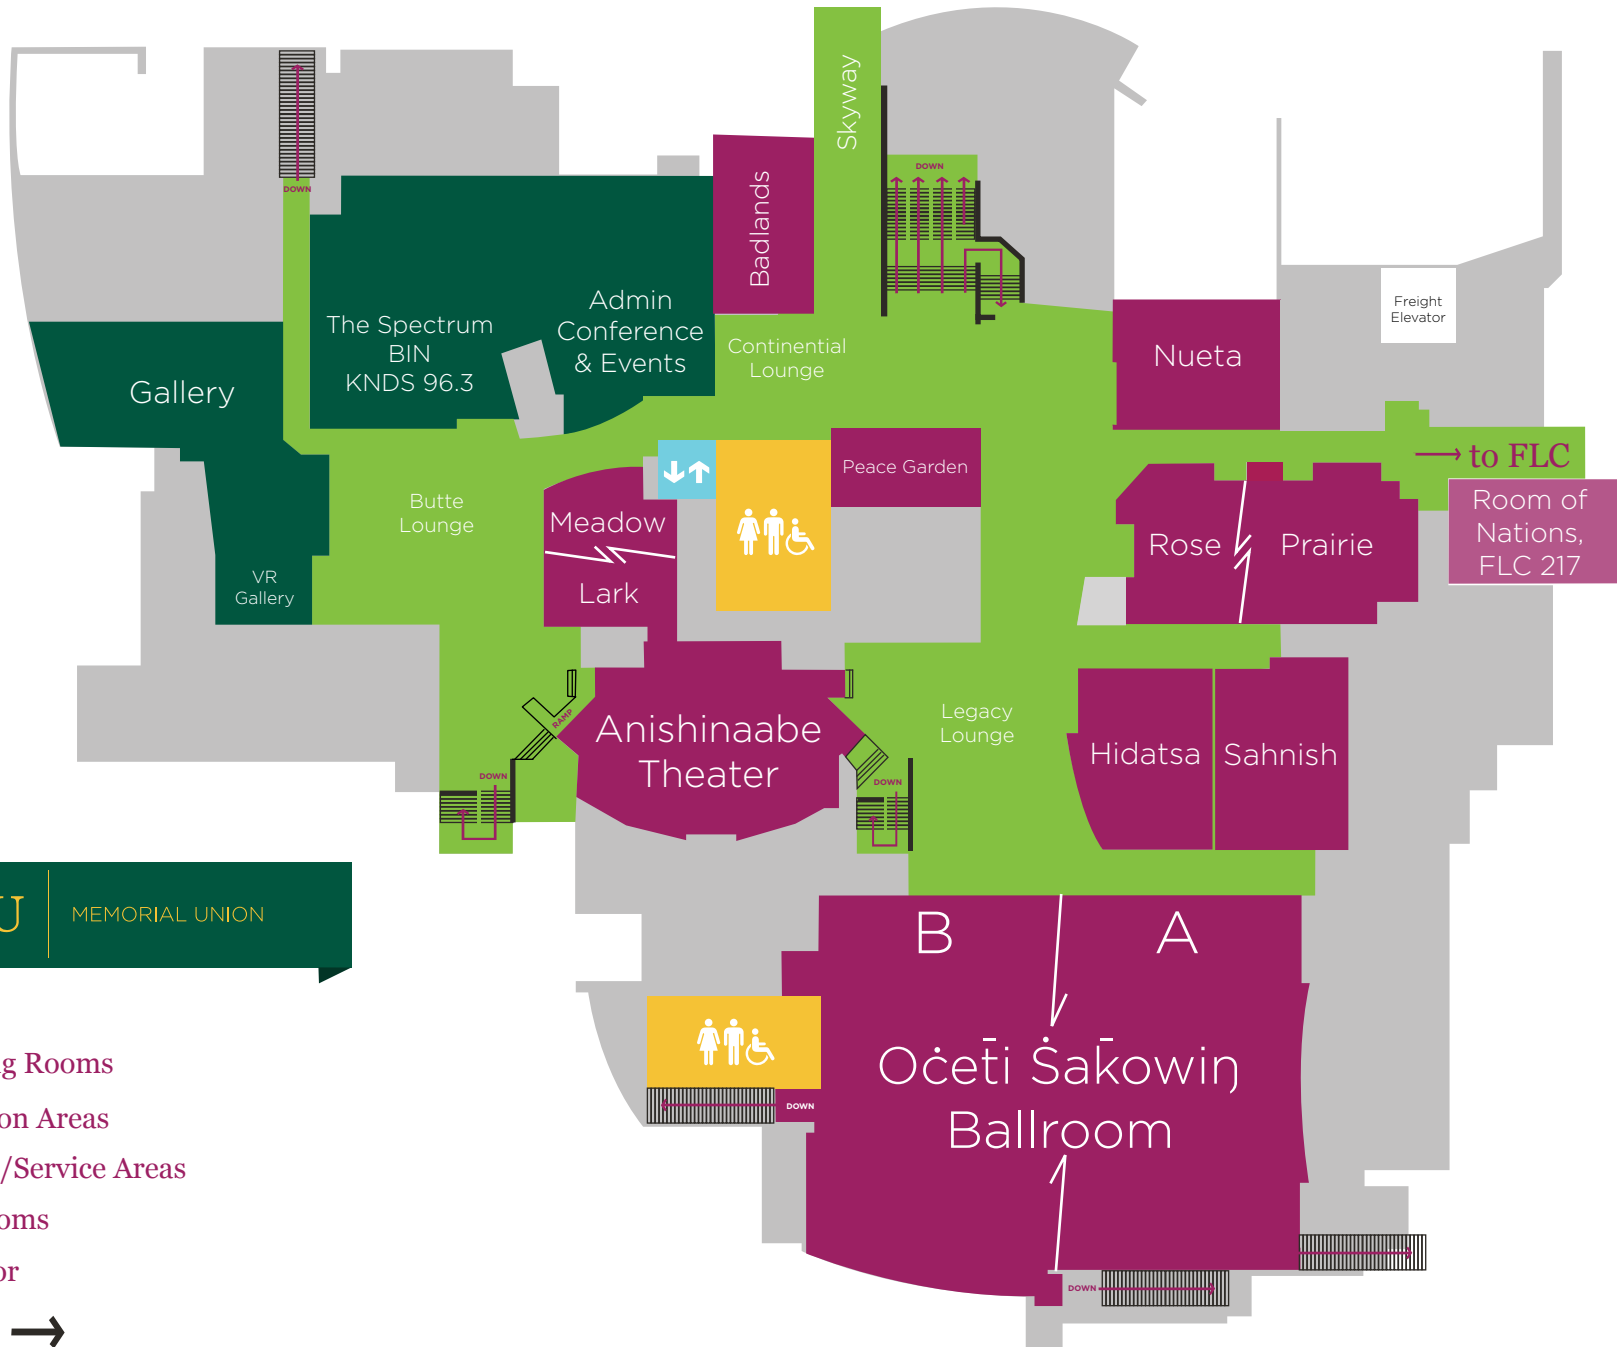 Skyway
DOWN
DOWN
Badlands
Admin
Conference
& Events
The Spectrum
BIN
KNDS 96.3
Continential
Lounge
Nueta
Freight
Elevator
Gallery
→ to FLC
Peace Garden
Butte
Lounge
Meadow
Lark
Rose
Prairie
Room of
Nations,
FLC 217
VR
Gallery
RAMP
Anishinaabe
Theater
Legacy
Lounge
Hidatsa
Sahnish
DOWN
DOWN
U
MEMORIAL UNION
B
A
Oċeti Ṡakowiŋ
Ballroom
g Rooms
DOWN
on Areas
/Service Areas
oms
or
DOWN